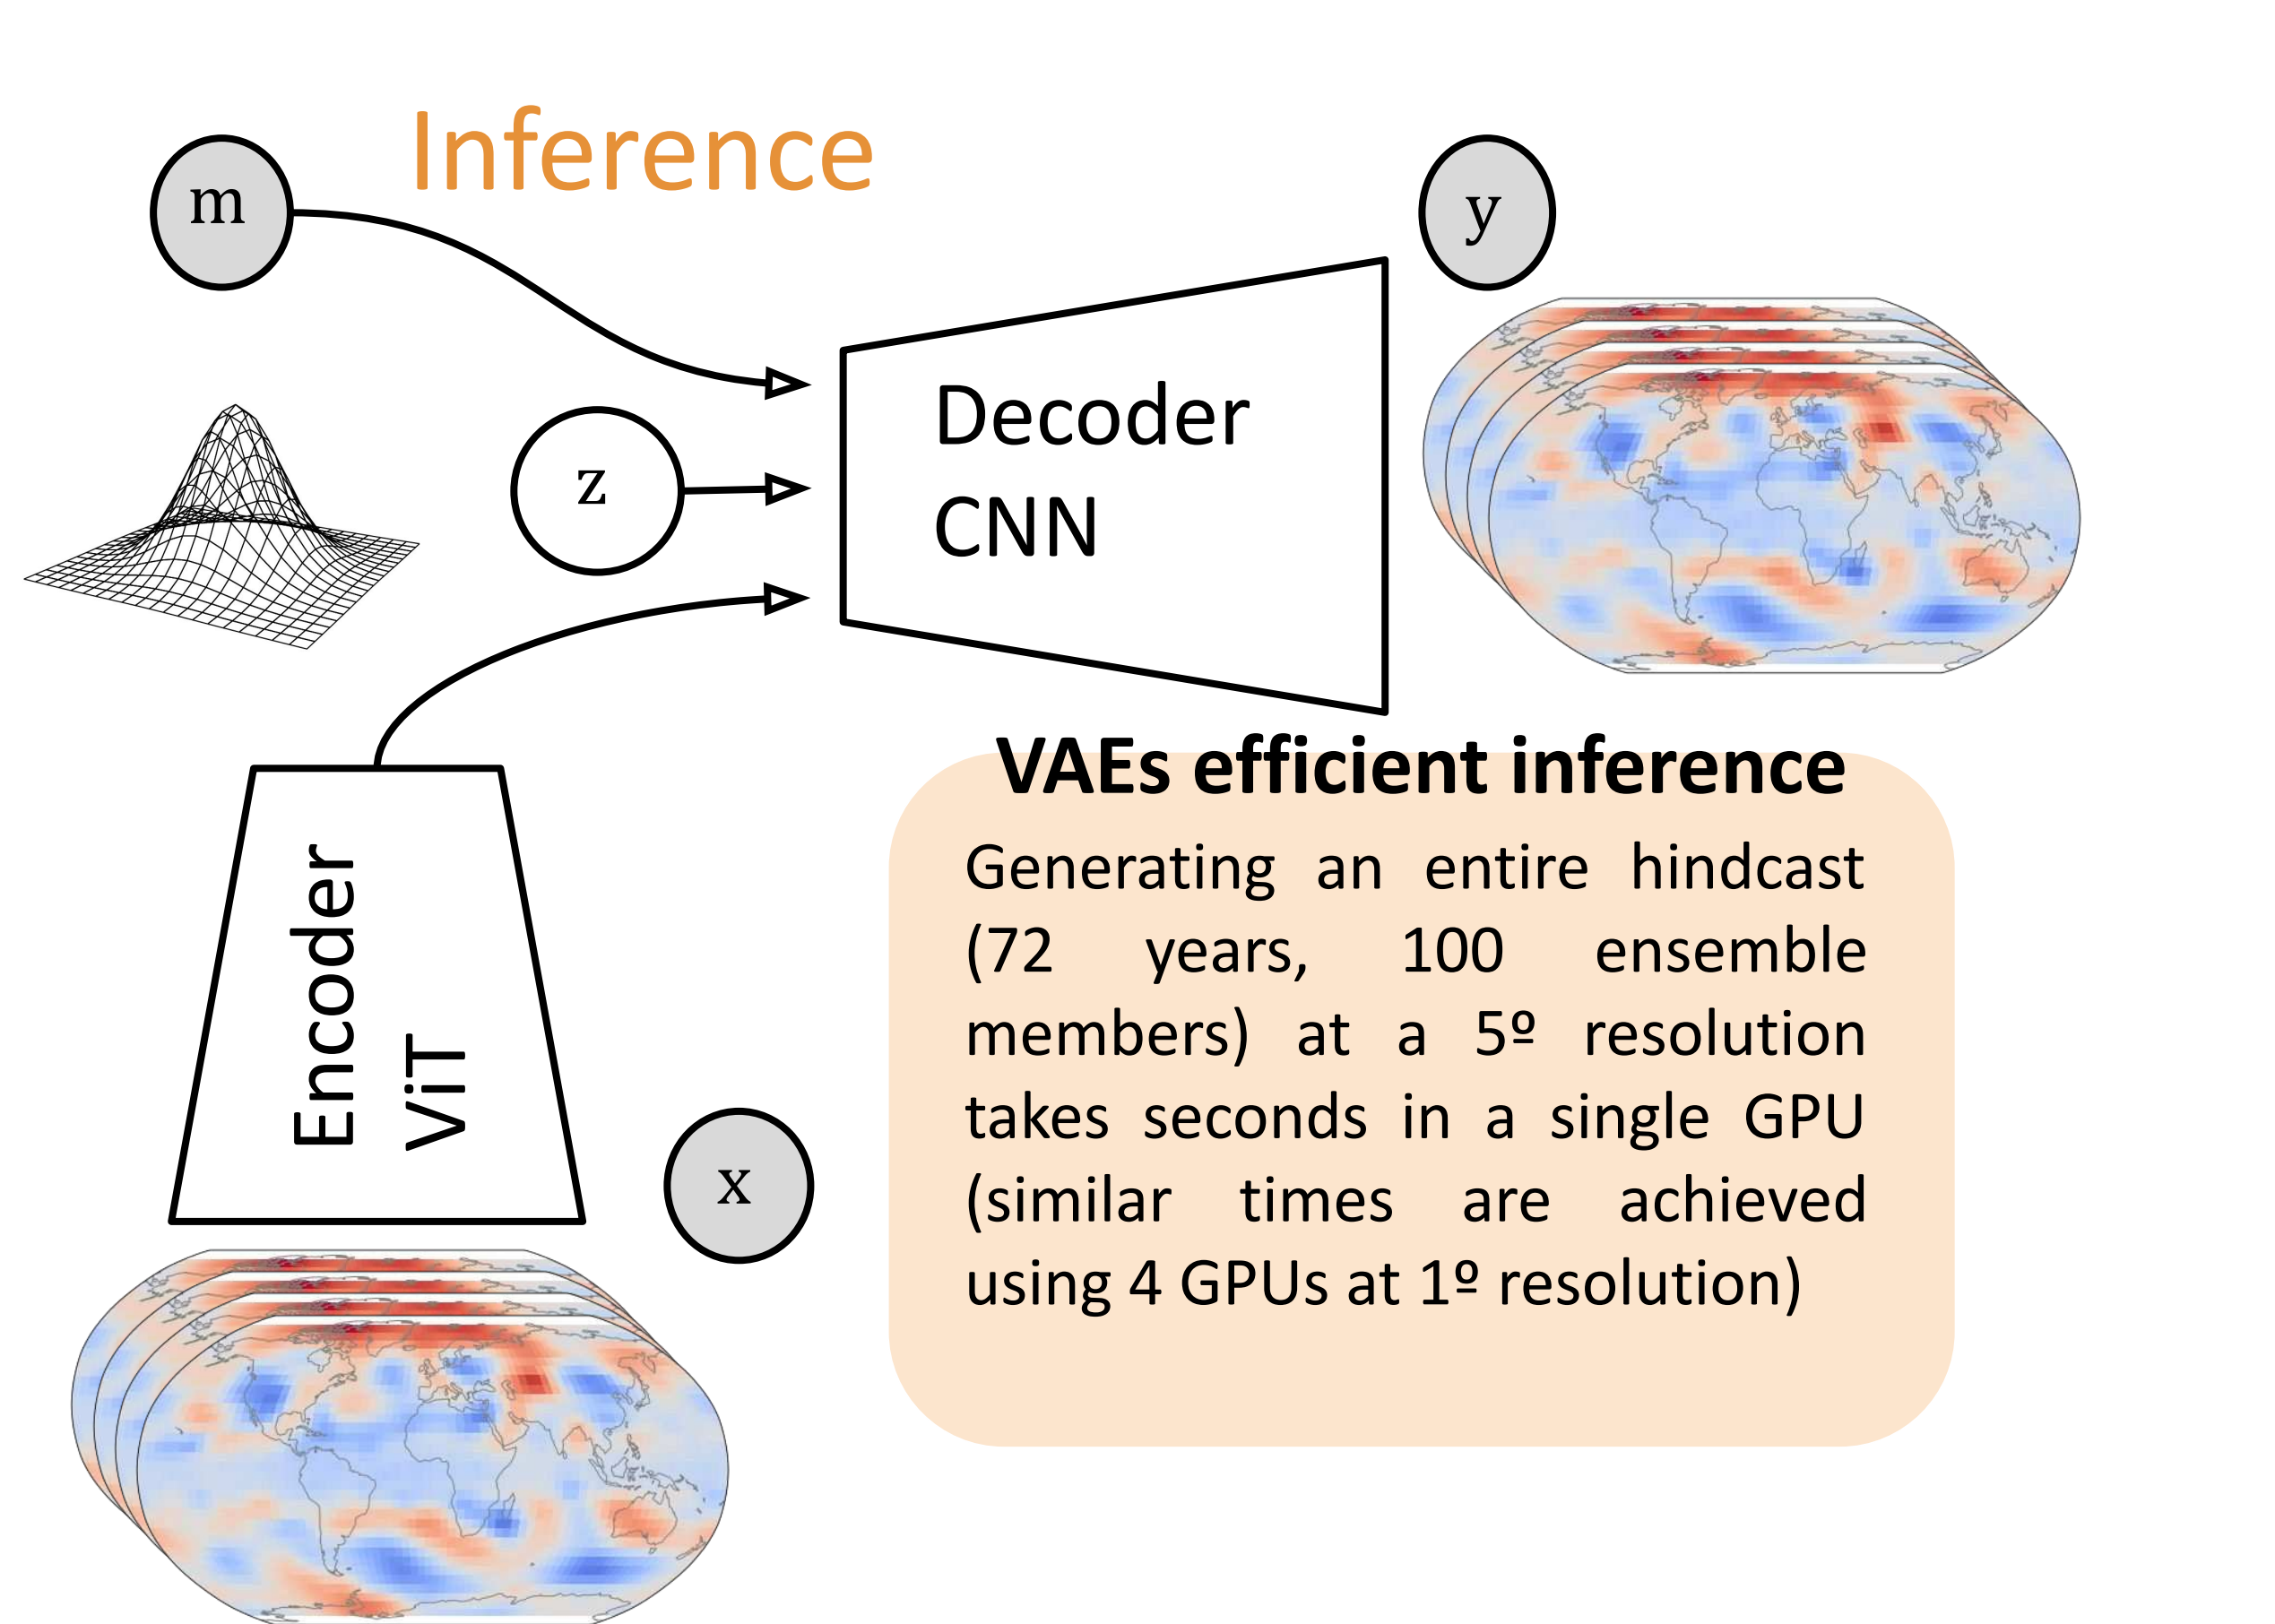 Inference
m
y
z
Decoder
CNN
Encoder
ViT
x
VAEs efficient inference
Generating an entire hindcast
(72 years, 100 ensemble
members) at a 5º resolution
takes seconds in a single GPU
(similar times are achieved
using 4 GPUs at 1º resolution)